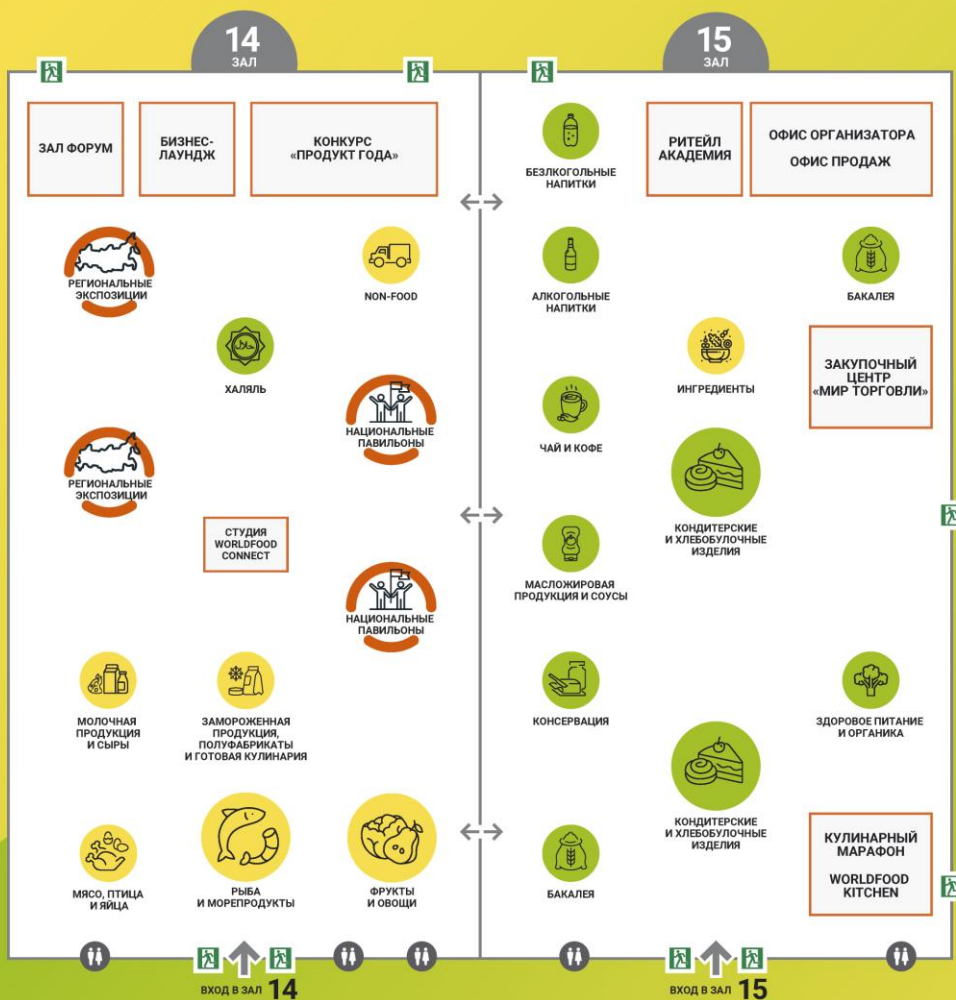 14
ЗАЛ
15
ЗАЛ
ЗАЛ ФОРУМ
БИЗНЕС-
ЛАУНДЖ
КОНКУРС
«ПРОДУКТ ГОДА»
РЕГИОНАЛЬНЫЕ
ЭКСПОЗИЦИИ
NON-FOOD
حلال
ХАЛЯЛЬ
НАЦИОНАЛЬНЫЕ
ПАВИЛЬОНЫ
РЕГИОНАЛЬНЫЕ
ЭКСПОЗИЦИИ
СТУДИЯ
WORLDFOOD
CONNECT
НАЦИОНАЛЬНЫЕ
ПАВИЛЬОНЫ
МОЛОЧНАЯ
ПРОДУКЦИЯ
И СЫРЫ
ЗАМОРОЖЕННАЯ
ПРОДУКЦИЯ,
ПОЛУФАБРИКАТЫ
И ГОТОВАЯ КУЛИНАРИЯ
МЯСО, ПТИЦА
И ЯЙЦА
РЫБА
И МОРЕПРОДУКТЫ
ФРУКТЫ
И ОВОЩИ
ВХОД В ЗАЛ 14
БЕЗЛКОГОЛЬНЫЕ
НАПИТКИ
РИТЕЙЛ
АКАДЕМИЯ
ОФИС ОРГАНИЗАТОРА
ОФИС ПРОДАЖ
АЛКОГОЛЬНЫЕ
НАПИТКИ
БАКАЛЕЯ
ИНГРЕДИЕНТЫ
ЗАКУПОЧНЫЙ
ЦЕНТР
«МИР ТОРГОВЛИ»
ЧАЙ И КОФЕ
КОНДИТЕРСКИЕ
И ХЛЕБОБУЛОЧНЫЕ
ИЗДЕЛИЯ
МАСЛОЖИРОВАЯ
ПРОДУКЦИЯ И СОУСЫ
КОНСЕРВАЦИЯ
ЗДОРОВОЕ ПИТАНИЕ
И ОРГАНИКА
КОНДИТЕРСКИЕ
И ХЛЕБОБУЛОЧНЫЕ
ИЗДЕЛИЯ
БАКАЛЕЯ
КУЛИНАРНЫЙ
МАРАФОН
WORLDFOOD
KITCHEN
ВХОД В ЗАЛ 15